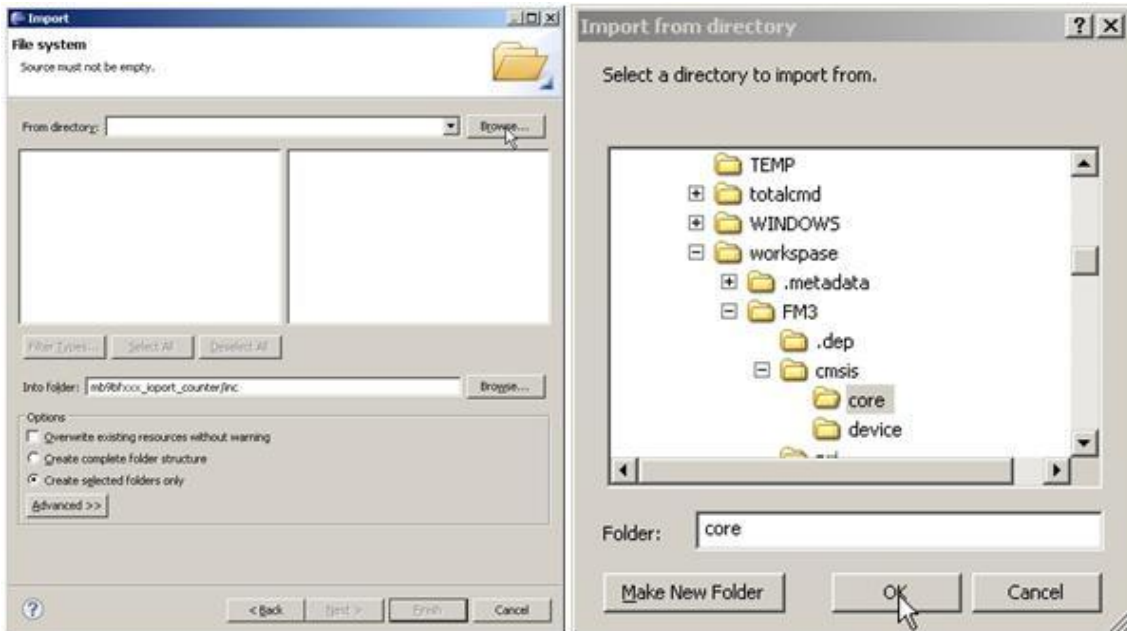 Import
File system
Source must not be empty.
From directory:
Browse...
Filter Types...
Select All
Deselect All
Into folder:
mb9bfxxx_ioport_counter/inc
Browse...
Options
Overwrite existing resources without warning
Create complete folder structure
Create selected folders only
Advanced >>
< Back
Next >
Finish
Cancel
Import from directory
Select a directory to import from.
TEMP
totalcmd
WINDOWS
workspase
.metadata
FM3
.dep
cmsis
core
device
Folder:
core
Make New Folder
OK
Cancel